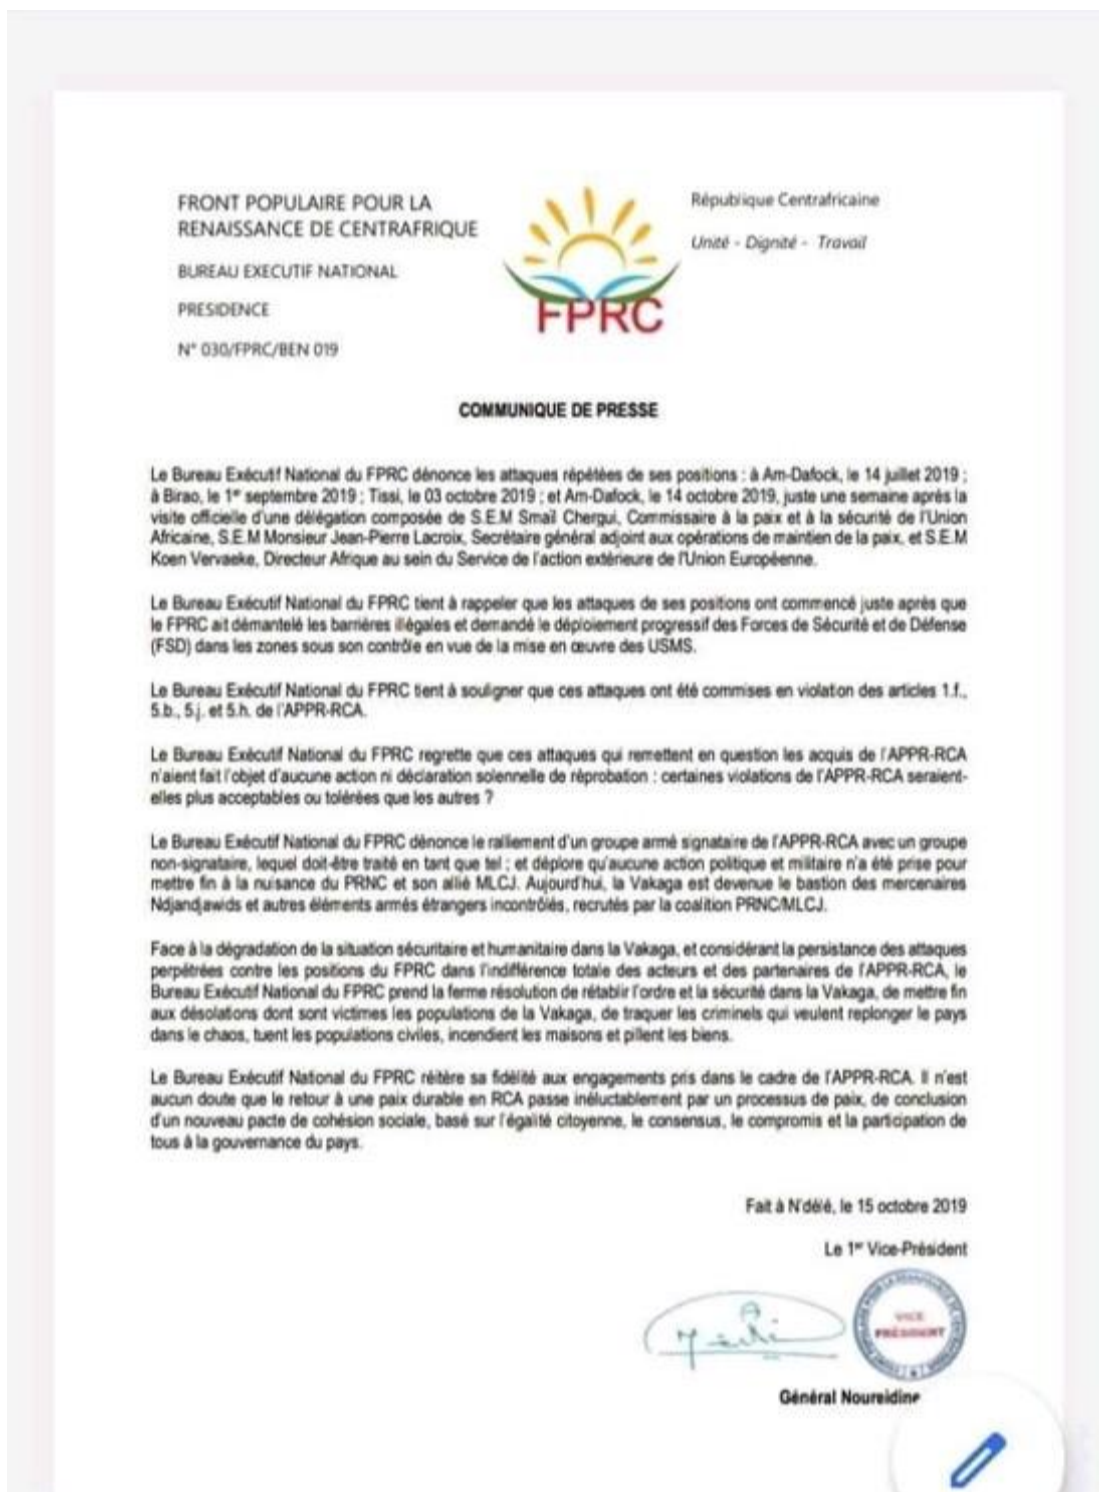 FRONT POPULAIRE POUR LA
RENAISSANCE DE CENTRAFRIQUE
BUREAU EXECUTIF NATIONAL
PRESIDENCE
N° 030/FPRC/BEN 019
FPRC
République Centrafricaine
Unité - Dignité - Travail
COMMUNIQUE DE PRESSE
Le Bureau Exécutif National du FPRC dénonce les attaques répétées de ses positions : à Am-Dafock, le 14 juillet 2019 ;
à Birao, le 1er septembre 2019 ; Tissi, le 03 octobre 2019 ; et Am-Dafock, le 14 octobre 2019, juste une semaine après la
visite officielle d'une délégation composée de S.E.M Smaïl Chergui, Commissaire à la paix et à la sécurité de l'Union
Africaine, S.E.M Monsieur Jean-Pierre Lacroix, Secrétaire général adjoint aux opérations de maintien de la paix, et S.E.M
Koen Vervaeke, Directeur Afrique au sein du Service de l'action extérieure de l'Union Européenne.
Le Bureau Exécutif National du FPRC tient à rappeler que les attaques de ses positions ont commencé juste après que
le FPRC ait démantelé les barrières illégales et demandé le déploiement progressif des Forces de Sécurité et de Défense
(FSD) dans les zones sous son contrôle en vue de la mise en œuvre des USMS.
Le Bureau Exécutif National du FPRC tient à souligner que ces attaques ont été commises en violation des articles 1.f.,
5.b., 5.j. et 5.h. de l'APPR-RCA.
Le Bureau Exécutif National du FPRC regrette que ces attaques qui remettent en question les acquis de l'APPR-RCA
n'aient fait l'objet d'aucune action ni déclaration solennelle de réprobation : certaines violations de l'APPR-RCA seraient-
elles plus acceptables ou tolérées que les autres ?
Le Bureau Exécutif National du FPRC dénonce le ralliement d'un groupe armé signataire de l'APPR-RCA avec un groupe
non-signataire, lequel doit-être traité en tant que tel ; et déplore qu'aucune action politique et militaire n'a été prise pour
mettre fin à la nuisance du PRNC et son allié MLCJ. Aujourd'hui, la Vakaga est devenue le bastion des mercenaires
Ndjandjawids et autres éléments armés étrangers incontrôlés, recrutés par la coalition PRNC/MLCJ.
Face à la dégradation de la situation sécuritaire et humanitaire dans la Vakaga, et considérant la persistance des attaques
perpétrées contre les positions du FPRC dans l'indifférence totale des acteurs et des partenaires de l'APPR-RCA, le
Bureau Exécutif National du FPRC prend la ferme résolution de rétablir l'ordre et la sécurité dans la Vakaga, de mettre fin
aux désolations dont sont victimes les populations de la Vakaga, de traquer les criminels qui veulent replonger le pays
dans le chaos, tuent les populations civiles, incendient les maisons et pillent les biens.
Le Bureau Exécutif National du FPRC réitère sa fidélité aux engagements pris dans le cadre de l'APPR-RCA. Il n'est
aucun doute que le retour à une paix durable en RCA passe inéluctablement par un processus de paix, de conclusion
d'un nouveau pacte de cohésion sociale, basé sur l'égalité citoyenne, le consensus, le compromis et la participation de
tous à la gouvernance du pays.
Fait à N'délé, le 15 octobre 2019
Le 1er Vice-Président
VICE
PRÉSIDENT
Général Noureidine